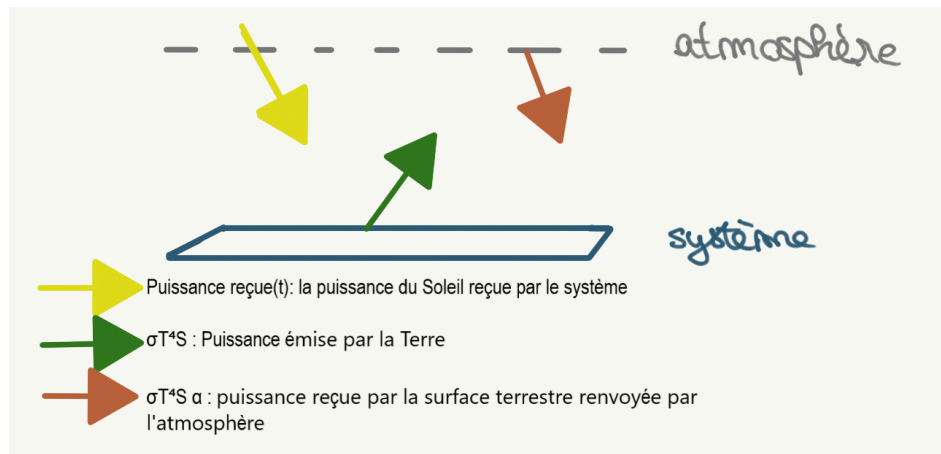 atmosphère
système
Puissance reçue(t): la puissance du Soleil reçue par le système
σT⁴S : Puissance émise par la Terre
σT⁴S α : puissance reçue par la surface terrestre renvoyée par
l'atmosphère